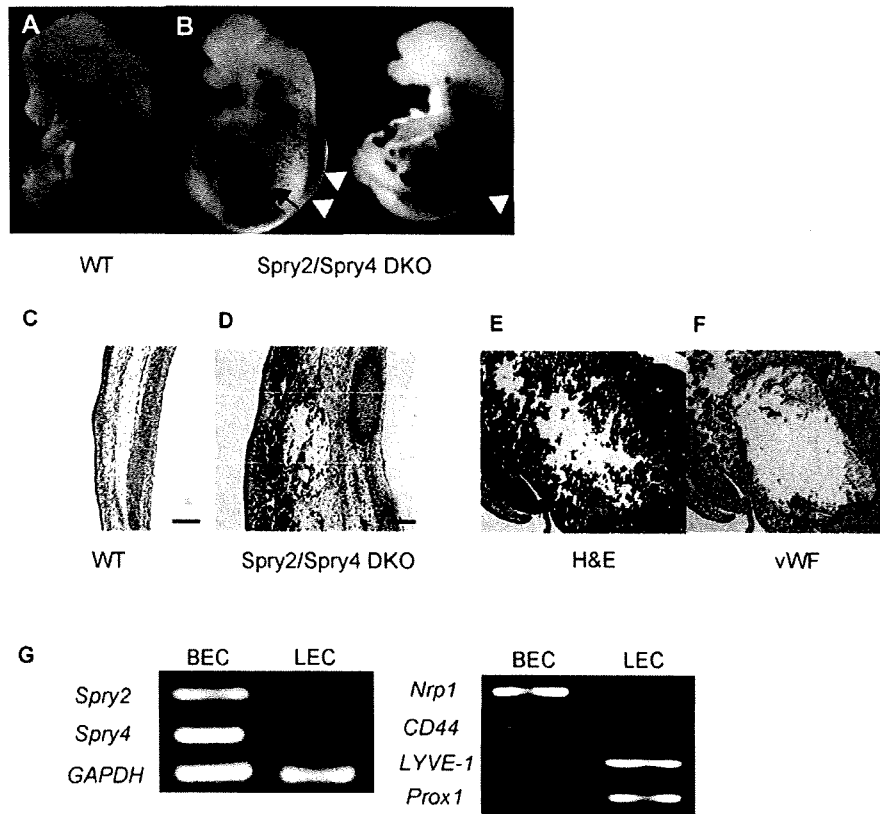 A B
WT Spry2/Spry4 DKO
C D E F
WT Spry2/Spry4 DKO H&E vWF
G BEC LEC BEC LEC
Spry2 Nrp1
Spry4 CD44
GAPDH LYVE-1
Prox1